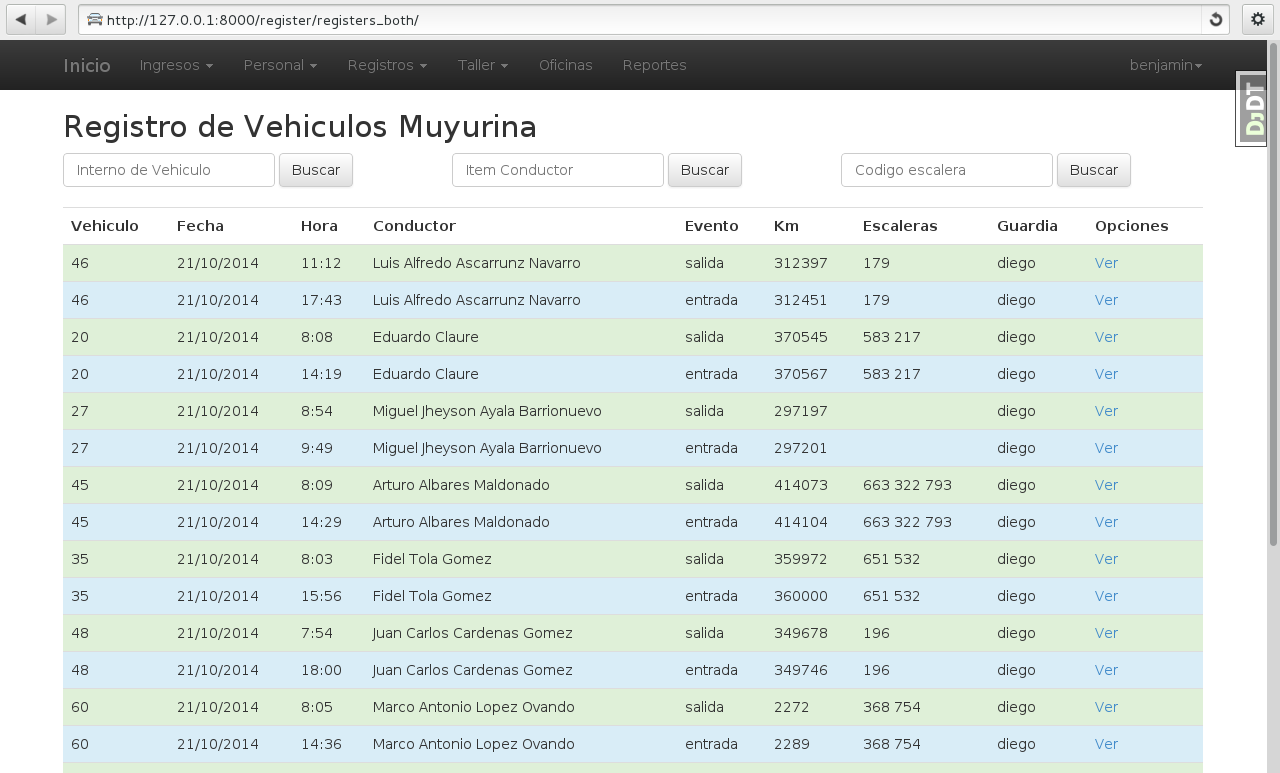 http://127.0.0.1:8000/register/registers_both/
Inicio Ingresos Personal Registros Taller Oficinas Reportes benjamin
DJDT
Registro de Vehiculos Muyurina
Interno de Vehiculo Buscar Item Conductor Buscar Codigo escalera Buscar
Vehiculo Fecha Hora Conductor Evento Km Escaleras Guardia Opciones
46 21/10/2014 11:12 Luis Alfredo Ascarrunz Navarro salida 312397 179 diego Ver
46 21/10/2014 17:43 Luis Alfredo Ascarrunz Navarro entrada 312451 179 diego Ver
20 21/10/2014 8:08 Eduardo Claure salida 370545 583 217 diego Ver
20 21/10/2014 14:19 Eduardo Claure entrada 370567 583 217 diego Ver
27 21/10/2014 8:54 Miguel Jheyson Ayala Barrionuevo salida 297197 diego Ver
27 21/10/2014 9:49 Miguel Jheyson Ayala Barrionuevo entrada 297201 diego Ver
45 21/10/2014 8:09 Arturo Albares Maldonado salida 414073 663 322 793 diego Ver
45 21/10/2014 14:29 Arturo Albares Maldonado entrada 414104 663 322 793 diego Ver
35 21/10/2014 8:03 Fidel Tola Gomez salida 359972 651 532 diego Ver
35 21/10/2014 15:56 Fidel Tola Gomez entrada 360000 651 532 diego Ver
48 21/10/2014 7:54 Juan Carlos Cardenas Gomez salida 349678 196 diego Ver
48 21/10/2014 18:00 Juan Carlos Cardenas Gomez entrada 349746 196 diego Ver
60 21/10/2014 8:05 Marco Antonio Lopez Ovando salida 2272 368 754 diego Ver
60 21/10/2014 14:36 Marco Antonio Lopez Ovando entrada 2289 368 754 diego Ver